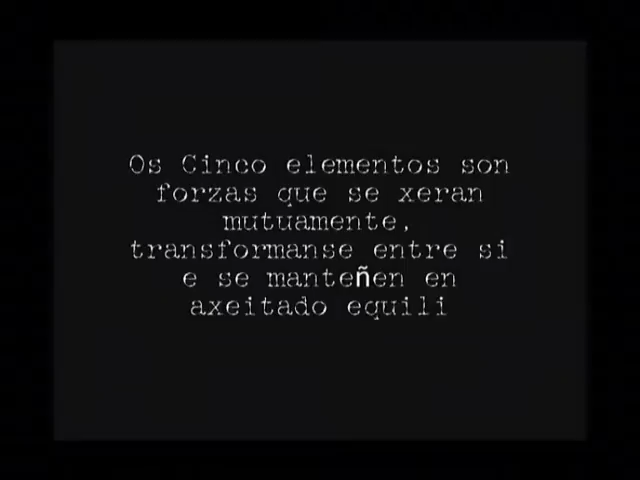 Os Cinco elementos son
forzas que se xeran
mutuamente,
transformanse entre si
e se manteñen en
axeitado equili